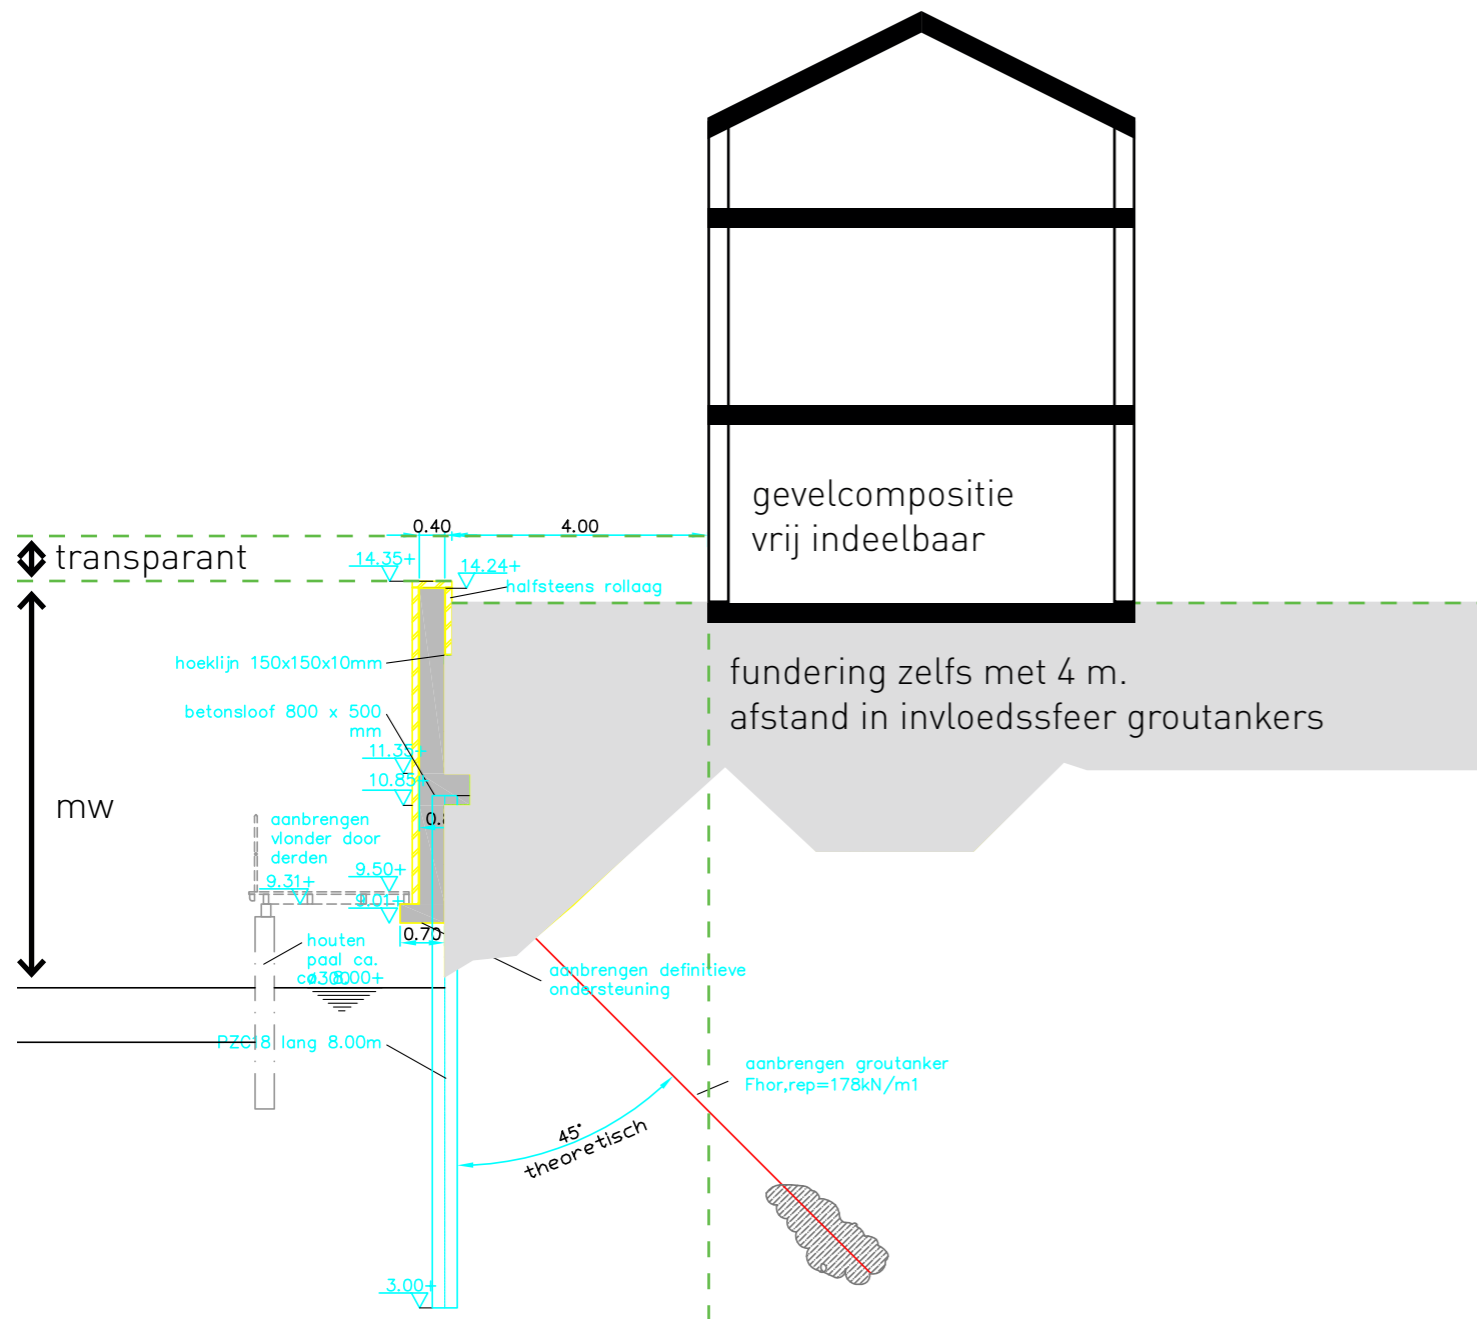 gevelcompositie
vrij indeelbaar
0.40
4.00
transparant
14.35+
14.24+
halfsteens rollaag
hoeklijn 150x150x10mm
fundering zelfs met 4 m.
afstand in invloedssfeer groutankers
betonsloof 800 x 500
mm
11.35+
10.85+
mw
aanbrengen
vlonder door
derden
9.50+
9.31+
9.01+
0.70
houten
paal ca.
8.00+
aanbrengen definitieve
ondersteuning
PZC18 lang 8.00m
aanbrengen groutanker
Fhor,rep=178kN/m1
45°
theoretisch
3.00+